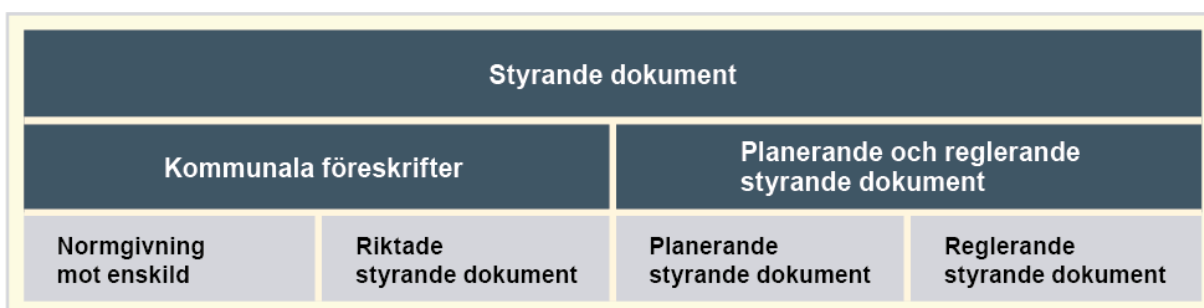 Styrande dokument
Kommunala föreskrifter
Planerande och reglerande
styrande dokument
Normgivning
mot enskild
Riktade
styrande dokument
Planerande
styrande dokument
Reglerande
styrande dokument